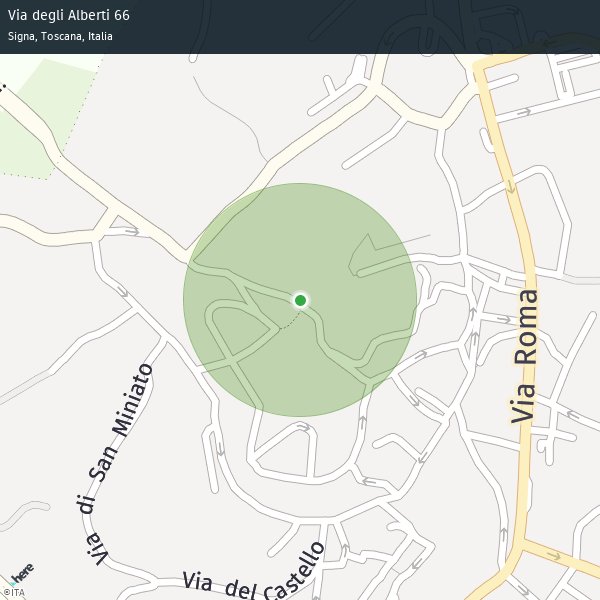 Via degli Alberti 66
Signa, Toscana, Italia
Via Roma
Via di San Miniato
Via del Castello
here
©ITA